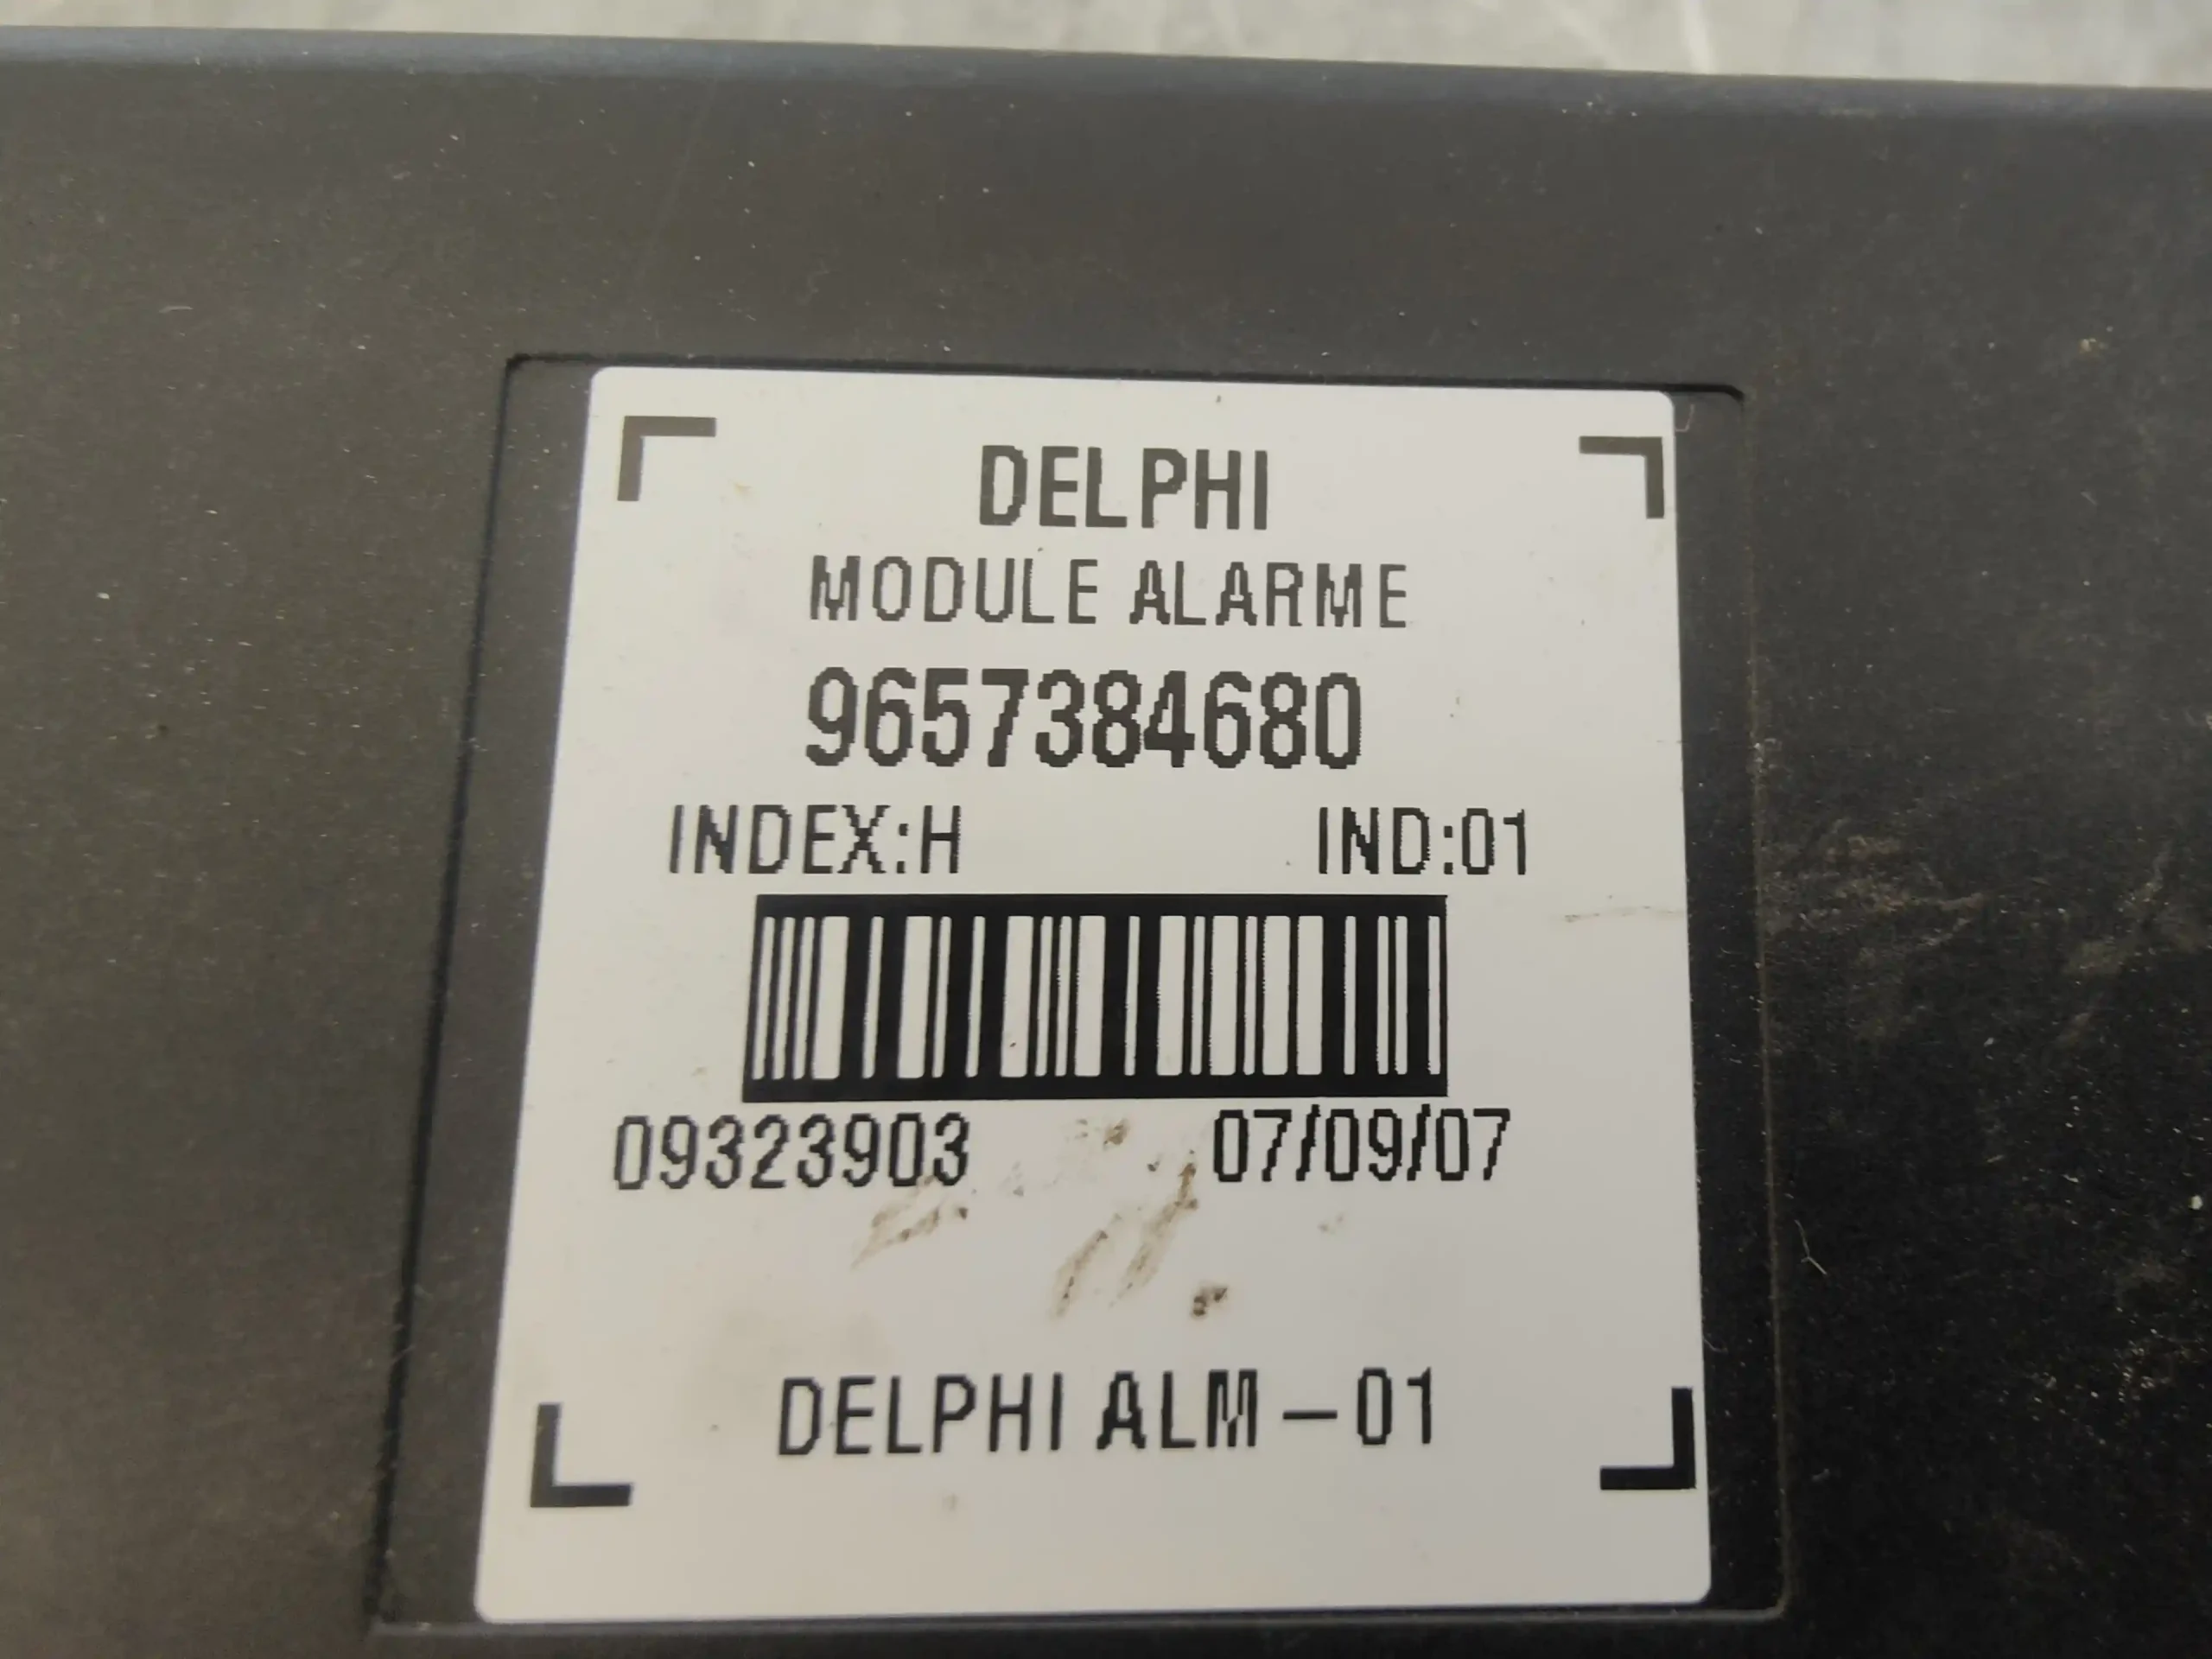 DELPHI
MODULE ALARME
9657384680
INDEX:H IND:01
09323903 07/09/07
DELPHI ALM-01